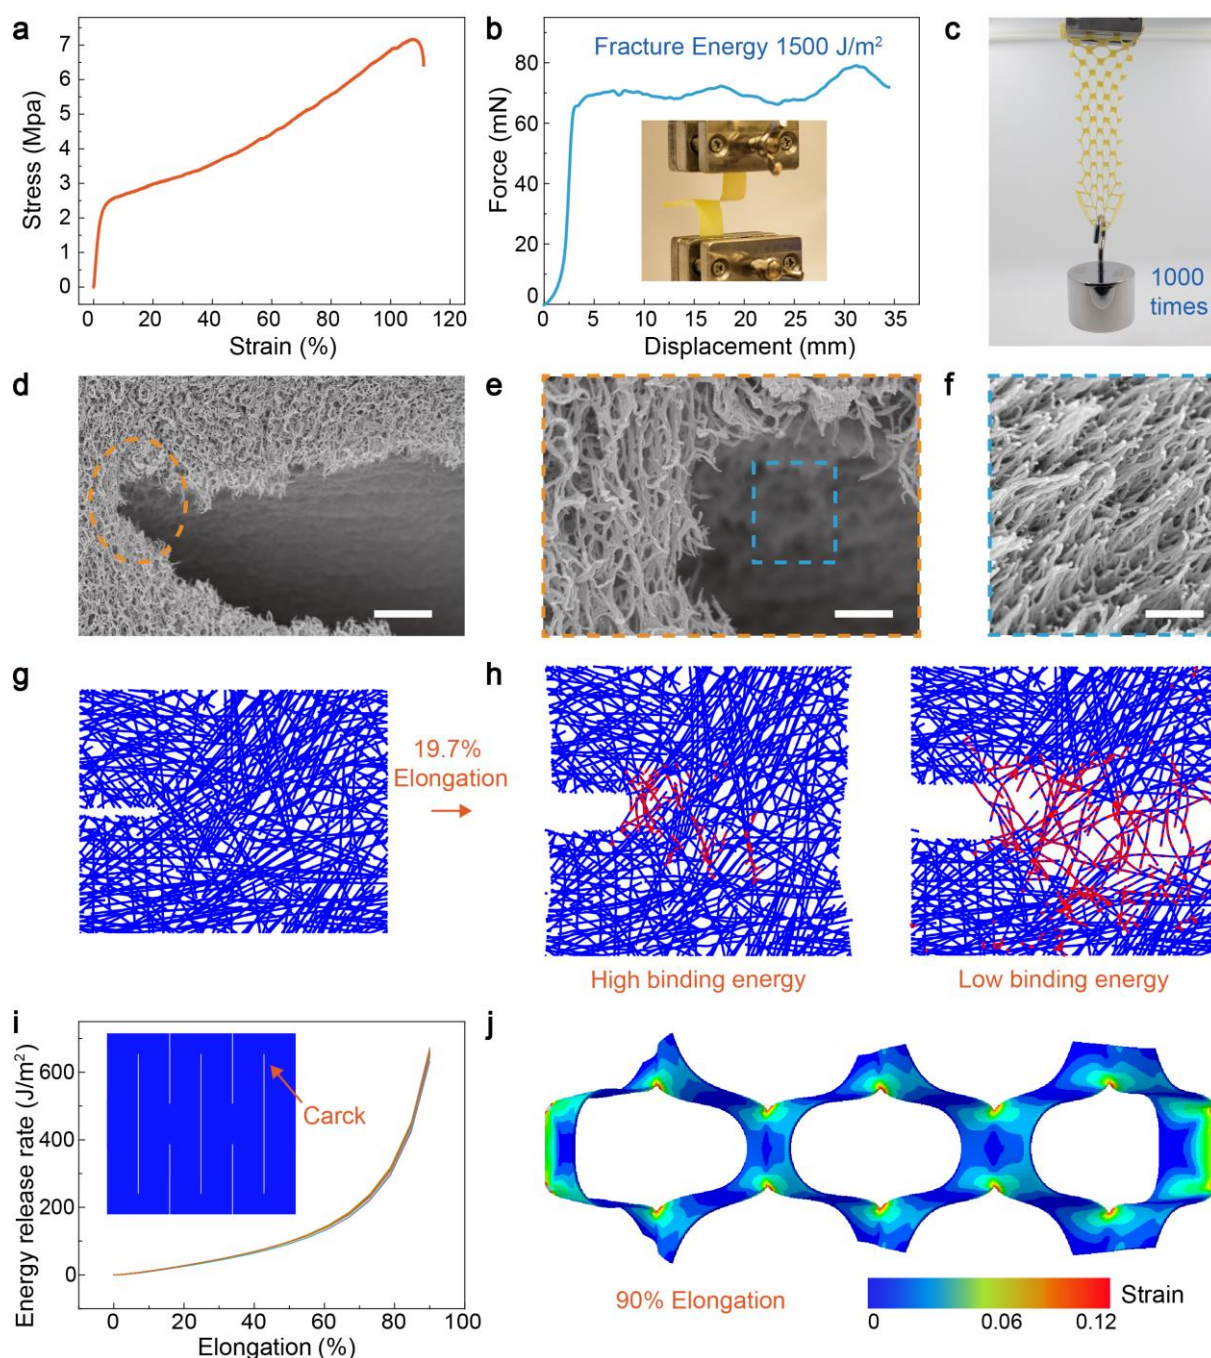 a
Stress (Mpa)
7
6
5
4
3
2
1
0
0 20 40 60 80 100 120
Strain (%)
b
Fracture Energy 1500 J/m²
Force (mN)
80
60
40
20
0
0 5 10 15 20 25 30 35
Displacement (mm)
c
1000
times
d
e
f
g
19.7%
Elongation
h
High binding energy
Low binding energy
i
Energy release rate (J/m²)
600
400
200
0
Carck
0 20 40 60 80 100
Elongation (%)
j
90% Elongation
Strain
0 0.06 0.12